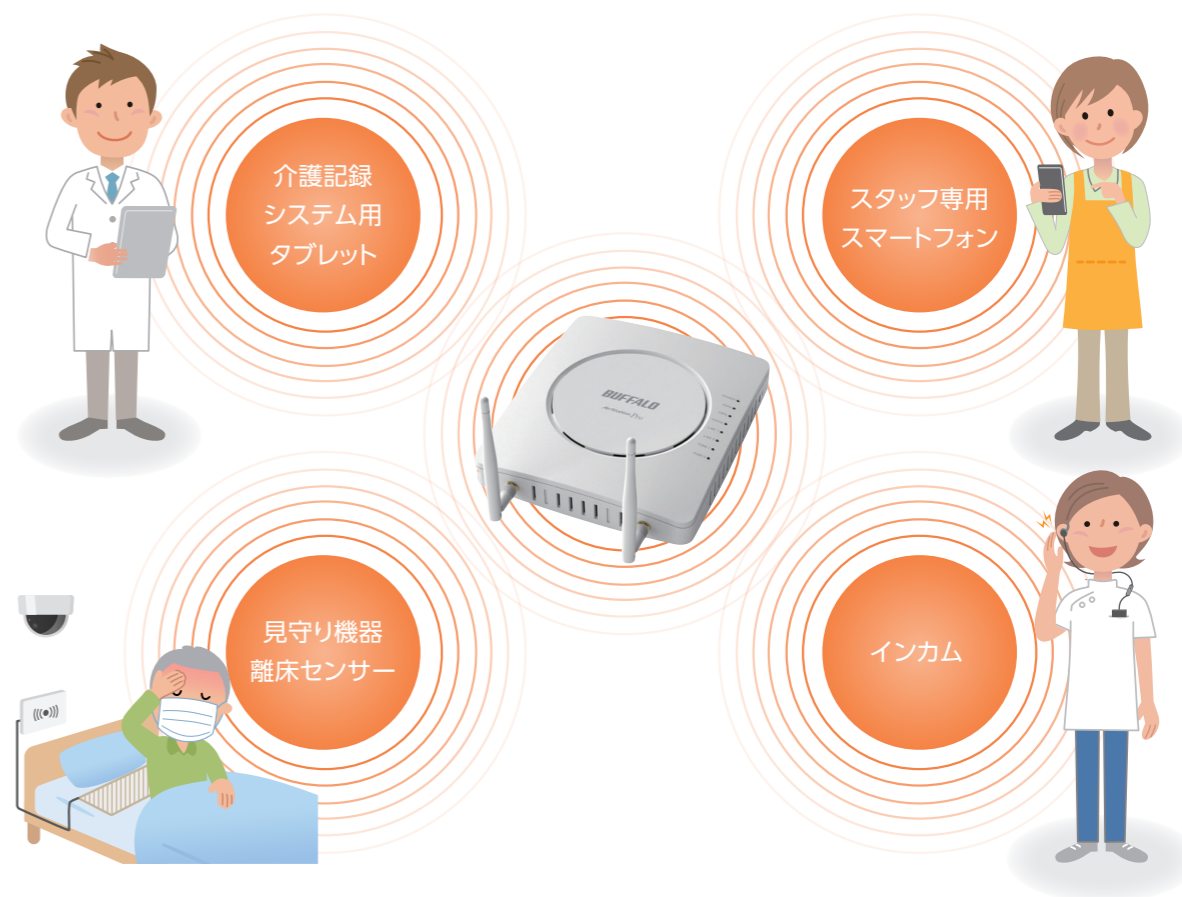 介護記録
システム用
タブレット
スタッフ専用
スマートフォン
BUFFALO
見守り機器
離床センサー
インカム